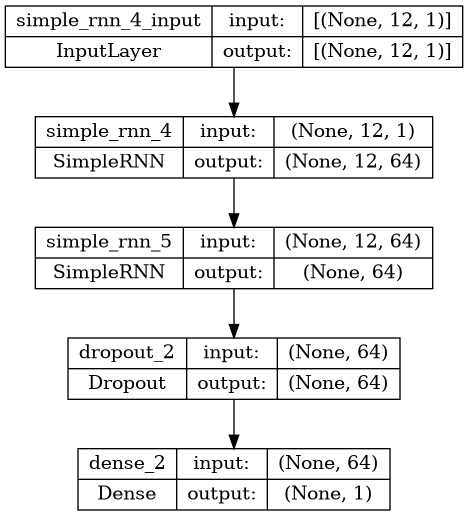 simple_rnn_4_input input: [(None, 12, 1)]
InputLayer output: [(None, 12, 1)]
simple_rnn_4 input: (None, 12, 1)
SimpleRNN output: (None, 12, 64)
simple_rnn_5 input: (None, 12, 64)
SimpleRNN output: (None, 64)
dropout_2 input: (None, 64)
Dropout output: (None, 64)
dense_2 input: (None, 64)
Dense output: (None, 1)